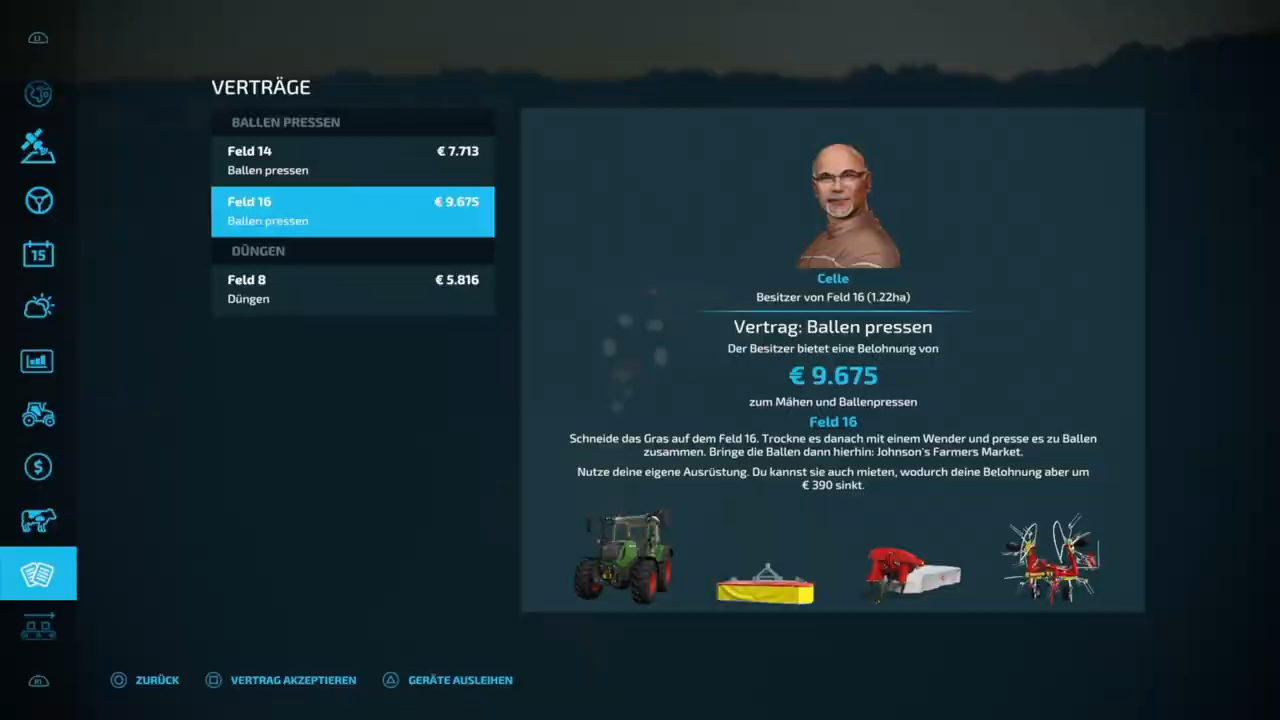 VERTRÄGE
BALLEN PRESSEN
Feld 14 € 7.713
Ballen pressen
Feld 16 € 9.675
Ballen pressen
DÜNGEN
Feld 8 € 5.816
Düngen
Celle
Besitzer von Feld 16 (1.22ha)
Vertrag: Ballen pressen
Der Besitzer bietet eine Belohnung von
€ 9.675
zum Mähen und Ballenpressen
Feld 16
Schneide das Gras auf dem Feld 16. Trockne es danach mit einem Wender und presse es zu Ballen
zusammen. Bringe die Ballen dann hierhin: Johnson's Farmers Market.
Nutze deine eigene Ausrüstung. Du kannst sie auch mieten, wodurch deine Belohnung aber um
€ 390 sinkt.
15
ZURÜCK VERTRAG AKZEPTIEREN GERÄTE AUSLEIHEN